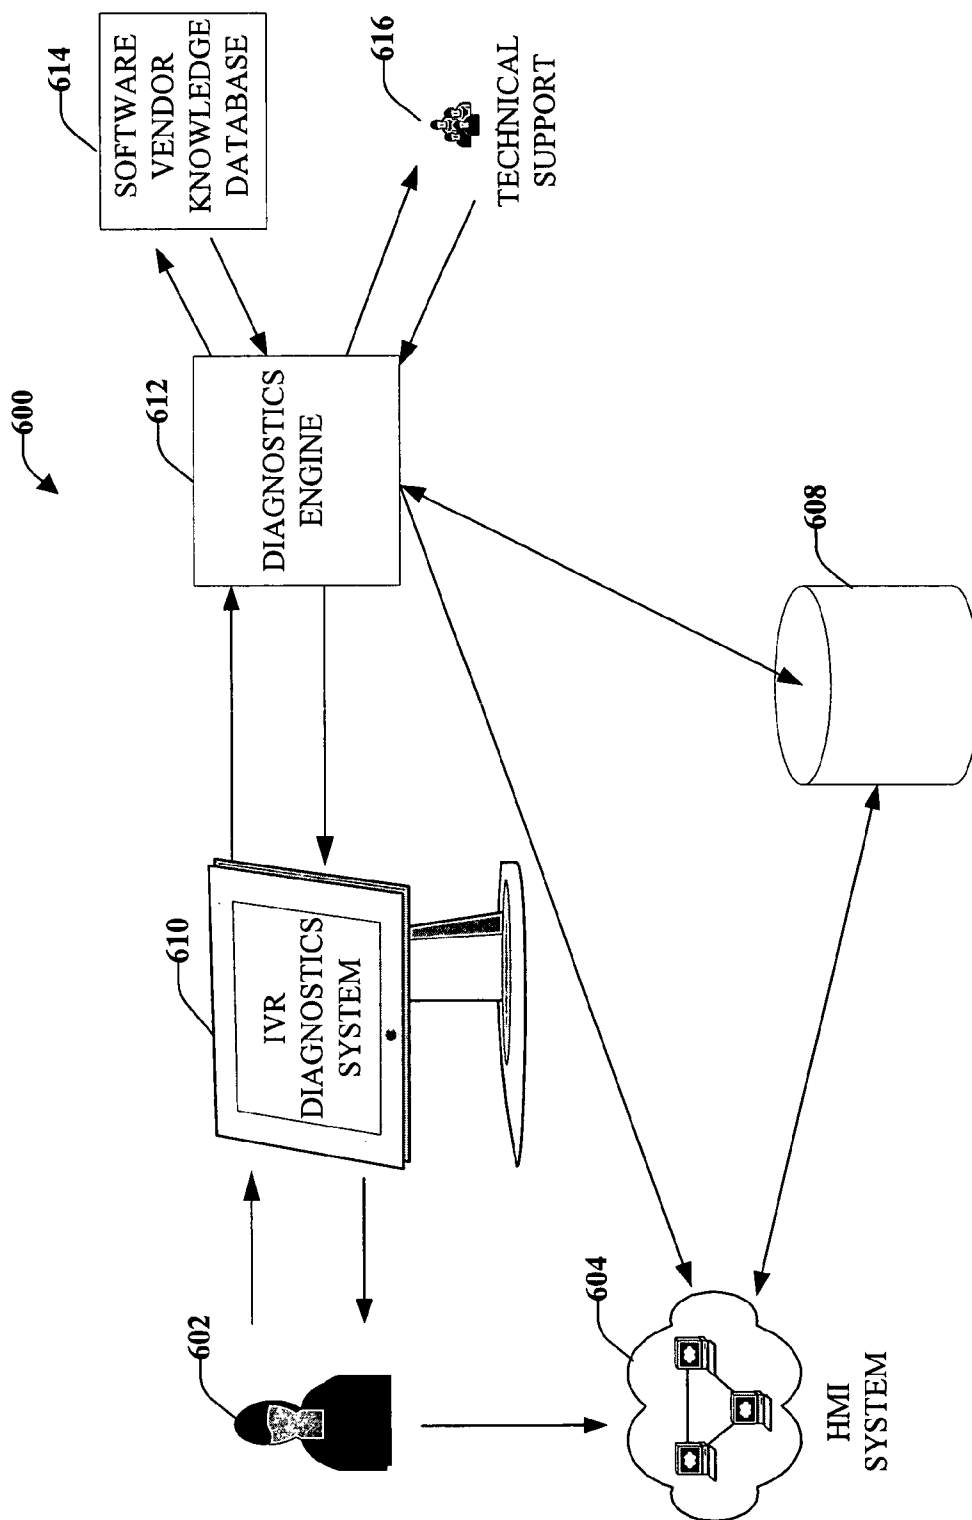 600
602
610
IVR
DIAGNOSTICS
SYSTEM
612
DIAGNOSTICS
ENGINE
614
SOFTWARE
VENDOR
KNOWLEDGE
DATABASE
616
TECHNICAL
SUPPORT
604
HMI
SYSTEM
608